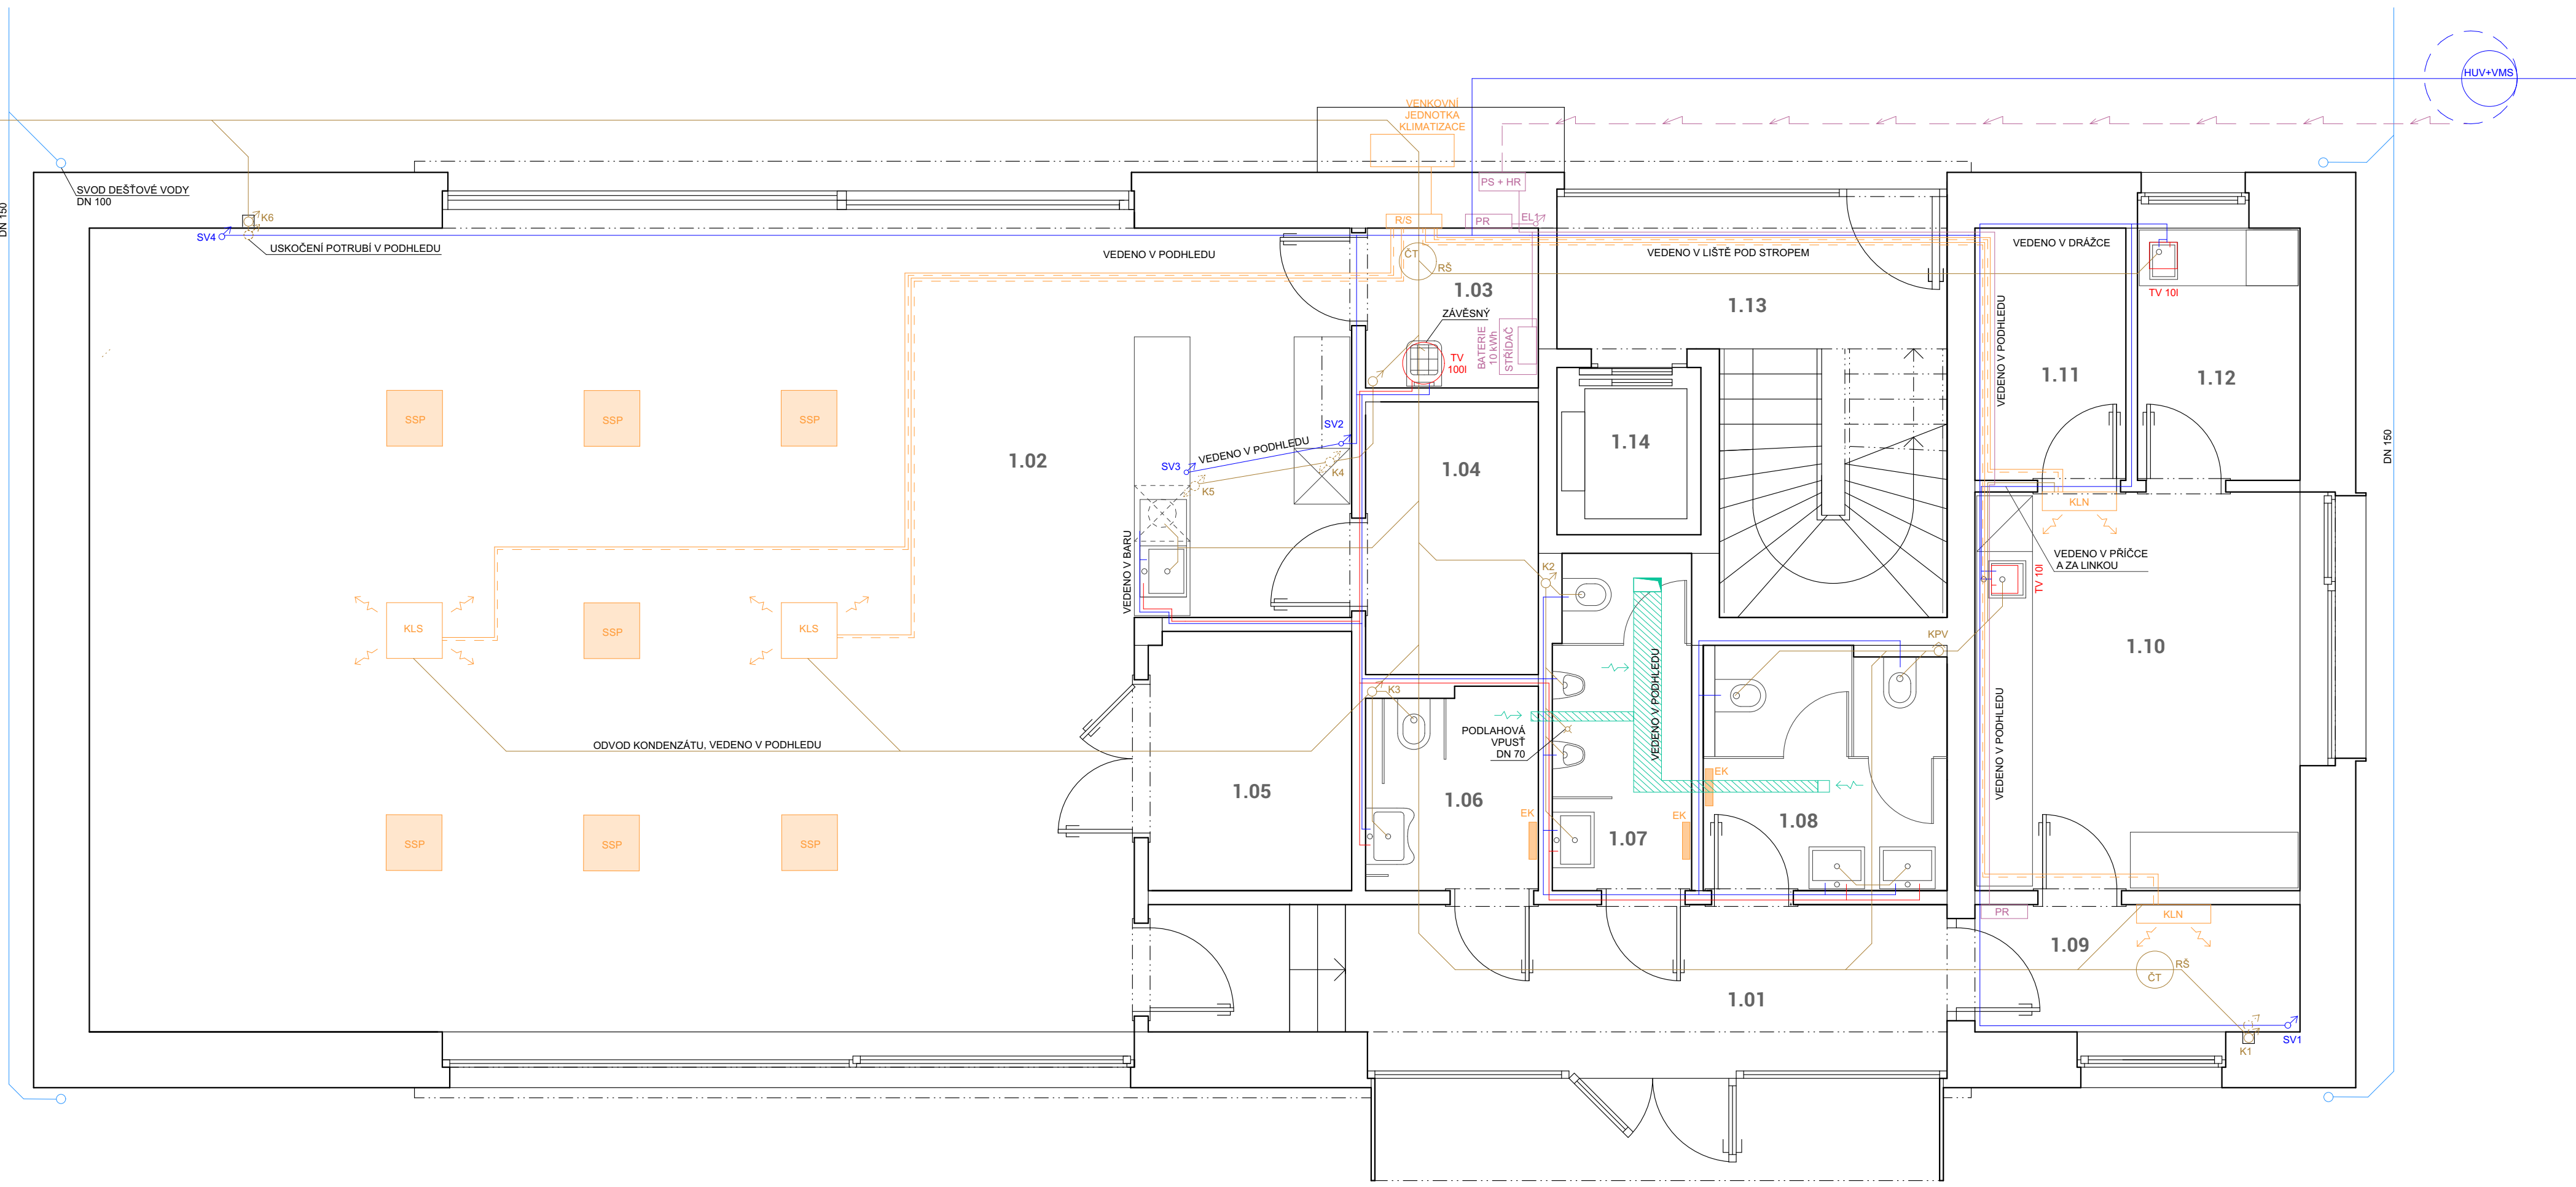 HUV+VMS
VENKOVNÍ
JEDNOTKA
KLIMATIZACE
SVOD DEŠŤOVÉ VODY
DN 100
DN 150
K6
SV4
USKOČENÍ POTRUBÍ V PODHLEDU
PS + HR
R/S
PR
EL1
VEDENO V PODHLEDU
ČT
RŠ
1.03
VEDENO V LIŠTĚ POD STROPEM
VEDENO V DRÁŽCE
1.13
TV 10l
ZÁVĚSNÝ
TV
100l
BATERIE
10 kWh
STŘÍDAČ
VEDENO V PODHLEDU
1.11
1.12
SSP
SSP
SSP
1.02
SV2
VEDENO V PODHLEDU
SV3
K4
K5
1.04
1.14
DN 150
KLN
VEDENO V BARU
VEDENO V PŘÍČCE
A ZA LINKOU
TV 10l
K2
KLS
SSP
KLS
KPV
1.10
K3
VEDENO V PODHLEDU
ODVOD KONDENZÁTU, VEDENO V PODHLEDU
PODLAHOVÁ
VPUSŤ
DN 70
VEDENO V PODHLEDU
EK
1.05
1.06
EK
1.07
EK
1.08
SSP
SSP
SSP
PR
KLN
1.09
ČT
RŠ
1.01
K1
SV1